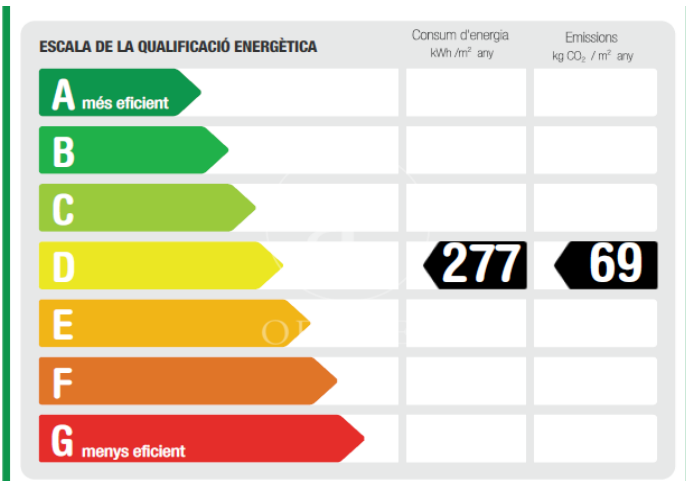 ESCALA DE LA QUALIFICACIÓ ENERGÈTICA
Consum d'energia
kWh /m² any
Emissions
kg CO₂ / m² any
A més eficient
B
C
D 277 69
E
F
G menys eficient